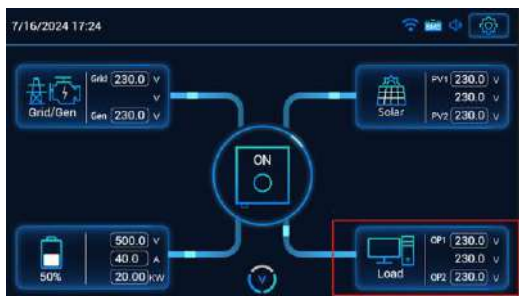 7/16/2024 17:24
Grid/Gen
Grid 230.0 V
V
Gen 230.0 V
Solar
PV1 230.0 V
230.0 V
PV2 230.0 V
ON
50%
500.0 V
40.0 A
20.00 KW
V
Load
OP1 230.0 V
230.0 V
OP2 230.0 V